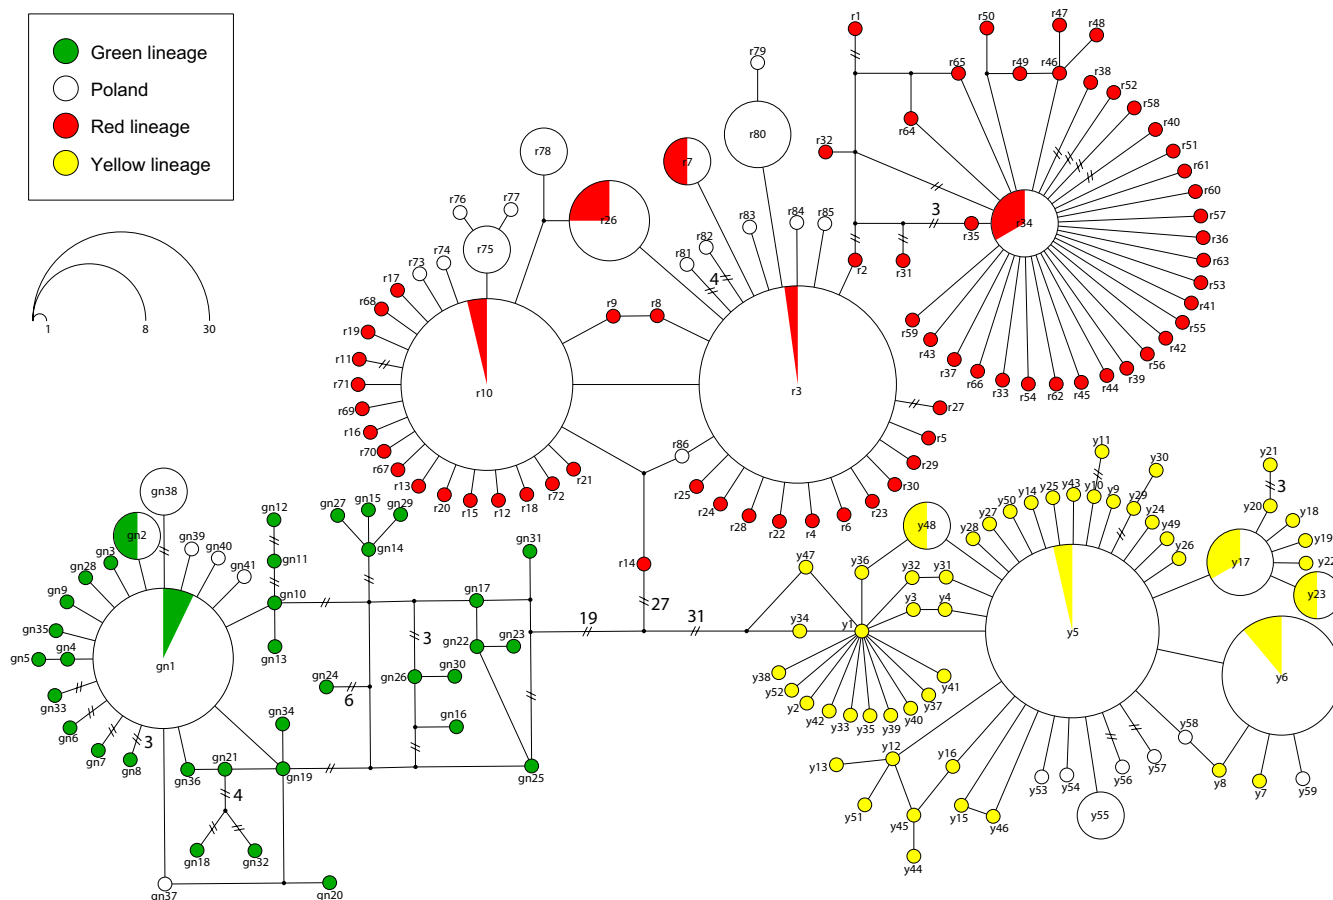 Green lineage
Poland
Red lineage
Yellow lineage
1
8
30
r79
r80
r78
r7
r26
r76
r77
r75
r74
r73
r17
r68
r19
r11
r71
r69
r16
r70
r67
r13
r20
r15
r12
r18
r72
r21
r10
r9
r8
r81
r82
4
r83
r84
r85
r3
r86
r25
r24
r28
r22
r4
r6
r23
r30
r29
r5
r27
r14
27
r1
r32
r2
r31
r35
3
r64
r65
r50
r49
r46
r47
r48
r38
r52
r58
r40
r51
r61
r60
r57
r36
r63
r53
r41
r55
r42
r56
r39
r44
r45
r62
r54
r33
r66
r37
r43
r59
r34
gn38
gn2
gn39
gn40
gn41
gn3
gn28
gn9
gn35
gn5
gn4
gn33
gn6
gn7
gn8
3
gn1
gn12
gn11
gn10
gn13
gn27
gn15
gn29
gn14
gn31
gn17
gn22
gn23
3
gn26
gn30
gn16
gn24
6
gn34
gn19
gn21
gn36
4
gn18
gn32
gn37
gn20
gn25
19
31
y47
y34
y1
y36
y48
y32
y31
y3
y4
y38
y52
y2
y42
y33
y35
y39
y40
y37
y41
y28
y27
y50
y14
y25
y43
y10
y11
y9
y29
y30
y24
y49
y26
y5
y17
y20
y21
3
y18
y19
y22
y23
y6
y58
y8
y7
y59
y57
y56
y55
y54
y53
y46
y15
y16
y12
y13
y51
y45
y44